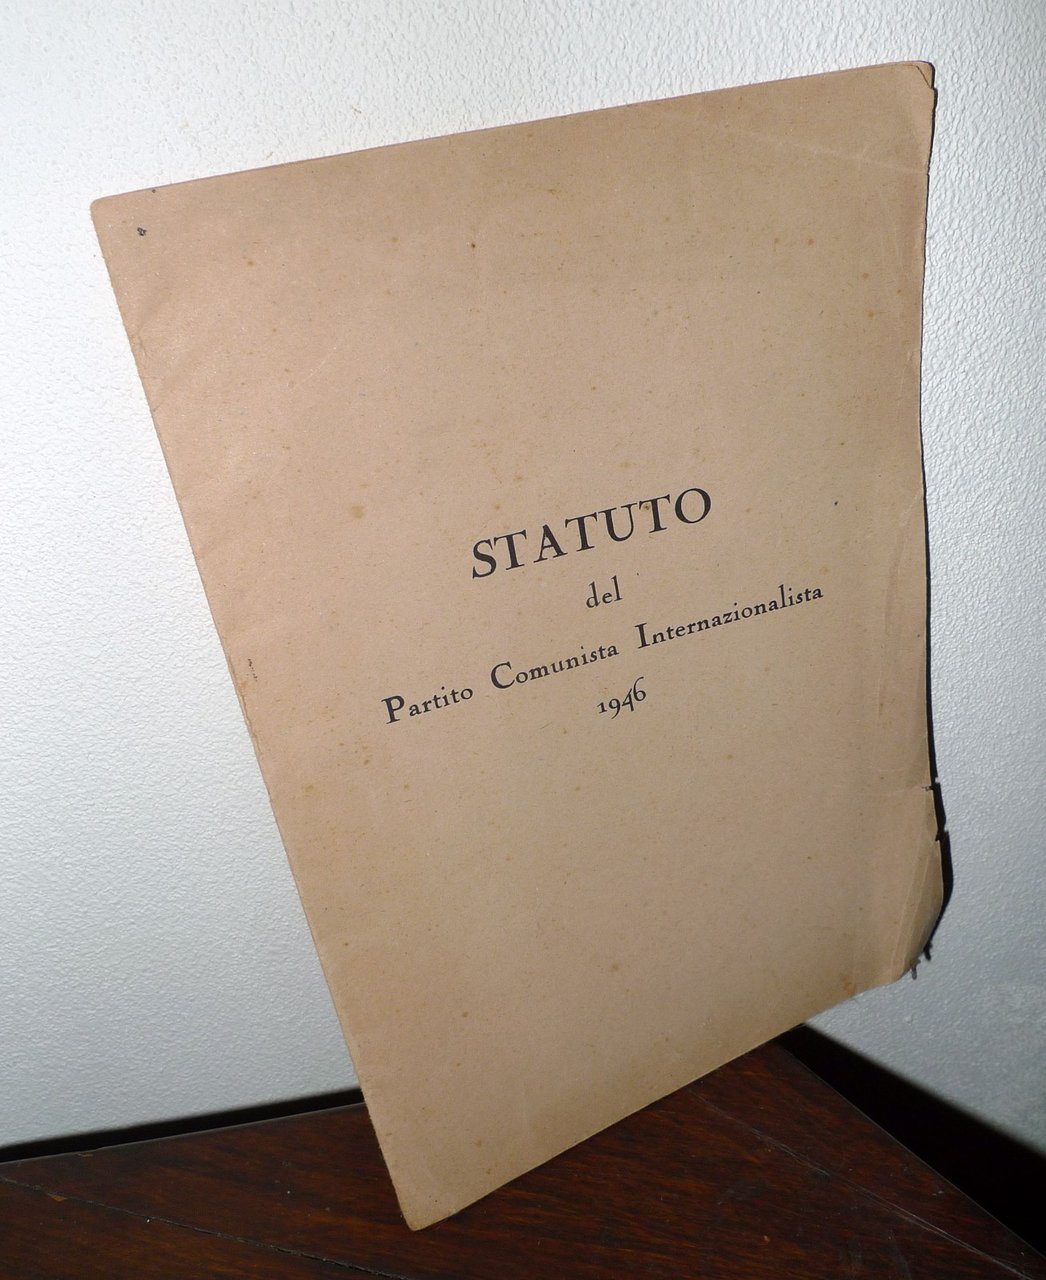 STATUTO
del
Partito Comunista Internazionalista
1946